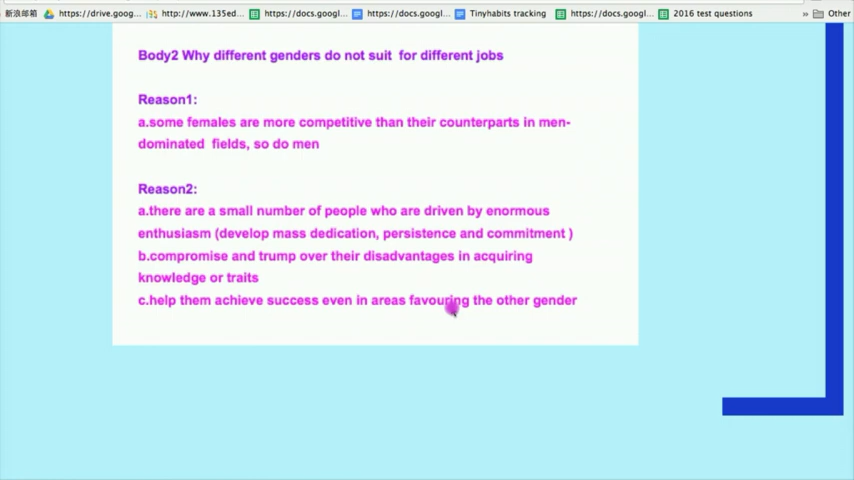 新浪邮箱 https://drive.goog... http://www.135ed... https://docs.googl... https://docs.googl... Tinyhabits tracking https://docs.googl... 2016 test questions >> Other
Body2 Why different genders do not suit for different jobs
Reason1:
a.some females are more competitive than their counterparts in men-
dominated fields, so do men
Reason2:
a.there are a small number of people who are driven by enormous
enthusiasm (develop mass dedication, persistence and commitment )
b.compromise and trump over their disadvantages in acquiring
knowledge or traits
c.help them achieve success even in areas favouring the other gender